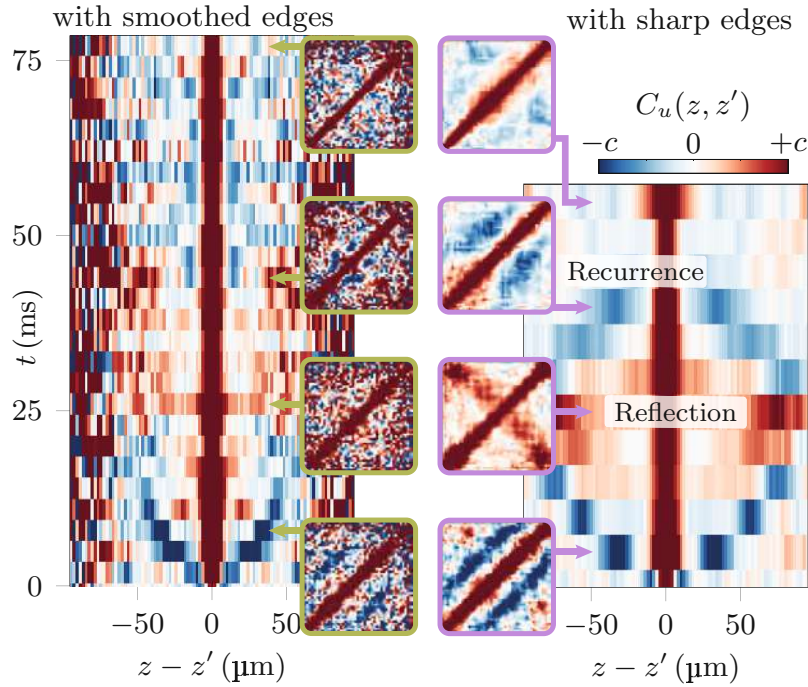 with smoothed edges
with sharp edges
C_u(z, z′)
−c 0 +c
75
50
25
0
t (ms)
Recurrence
Reflection
−50 0 50
−50 0 50
z − z′ (µm)
z − z′ (µm)